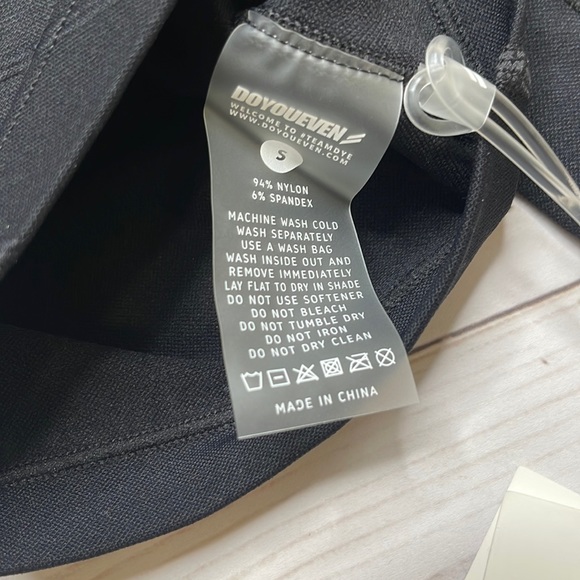 DOYOUEVEN
WELCOME TO #TEAMDYE
WWW.DOYOUEVEN.COM
S
94% NYLON
6% SPANDEX
MACHINE WASH COLD
WASH SEPARATELY
USE A WASH BAG
WASH INSIDE OUT AND
REMOVE IMMEDIATELY
LAY FLAT TO DRY IN SHADE
DO NOT USE SOFTENER
DO NOT BLEACH
DO NOT TUMBLE DRY
DO NOT IRON
DO NOT DRY CLEAN
MADE IN CHINA